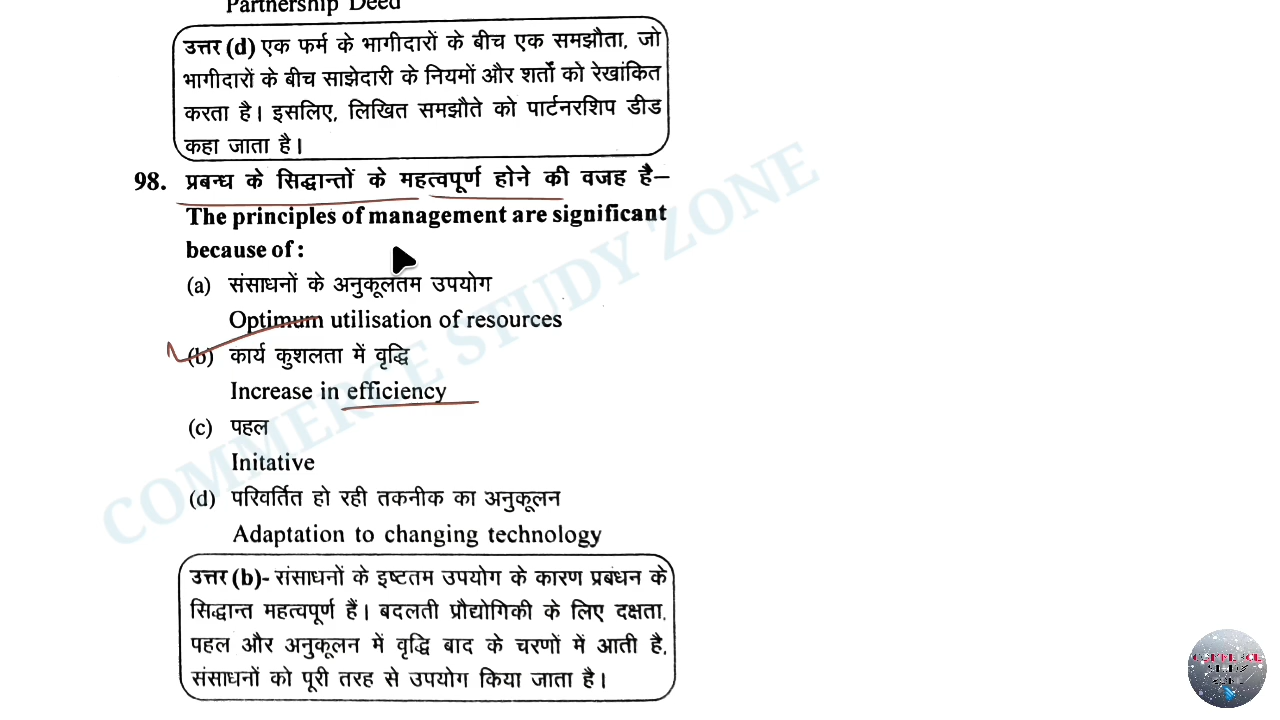 Partnership Deed
उत्तर (d) एक फर्म के भागीदारों के बीच एक समझौता, जो
भागीदारों के बीच साझेदारी के नियमों और शर्तों को रेखांकित
करता है। इसलिए, लिखित समझौते को पार्टनरशिप डीड
कहा जाता है।
98. प्रबन्ध के सिद्धान्तों के महत्वपूर्ण होने की वजह है–
The principles of management are significant
because of :
(a) संसाधनों के अनुकूलतम उपयोग
Optimum utilisation of resources
(b) कार्य कुशलता में वृद्धि
Increase in efficiency
(c) पहल
Initative
(d) परिवर्तित हो रही तकनीक का अनुकूलन
Adaptation to changing technology
उत्तर (b)- संसाधनों के इष्टतम उपयोग के कारण प्रबंधन के
सिद्धान्त महत्वपूर्ण हैं। बदलती प्रौद्योगिकी के लिए दक्षता,
पहल और अनुकूलन में वृद्धि बाद के चरणों में आती है,
संसाधनों को पूरी तरह से उपयोग किया जाता है।
COMMERCE STUDY ZONE
COMMERCE
STUDY
ZONE